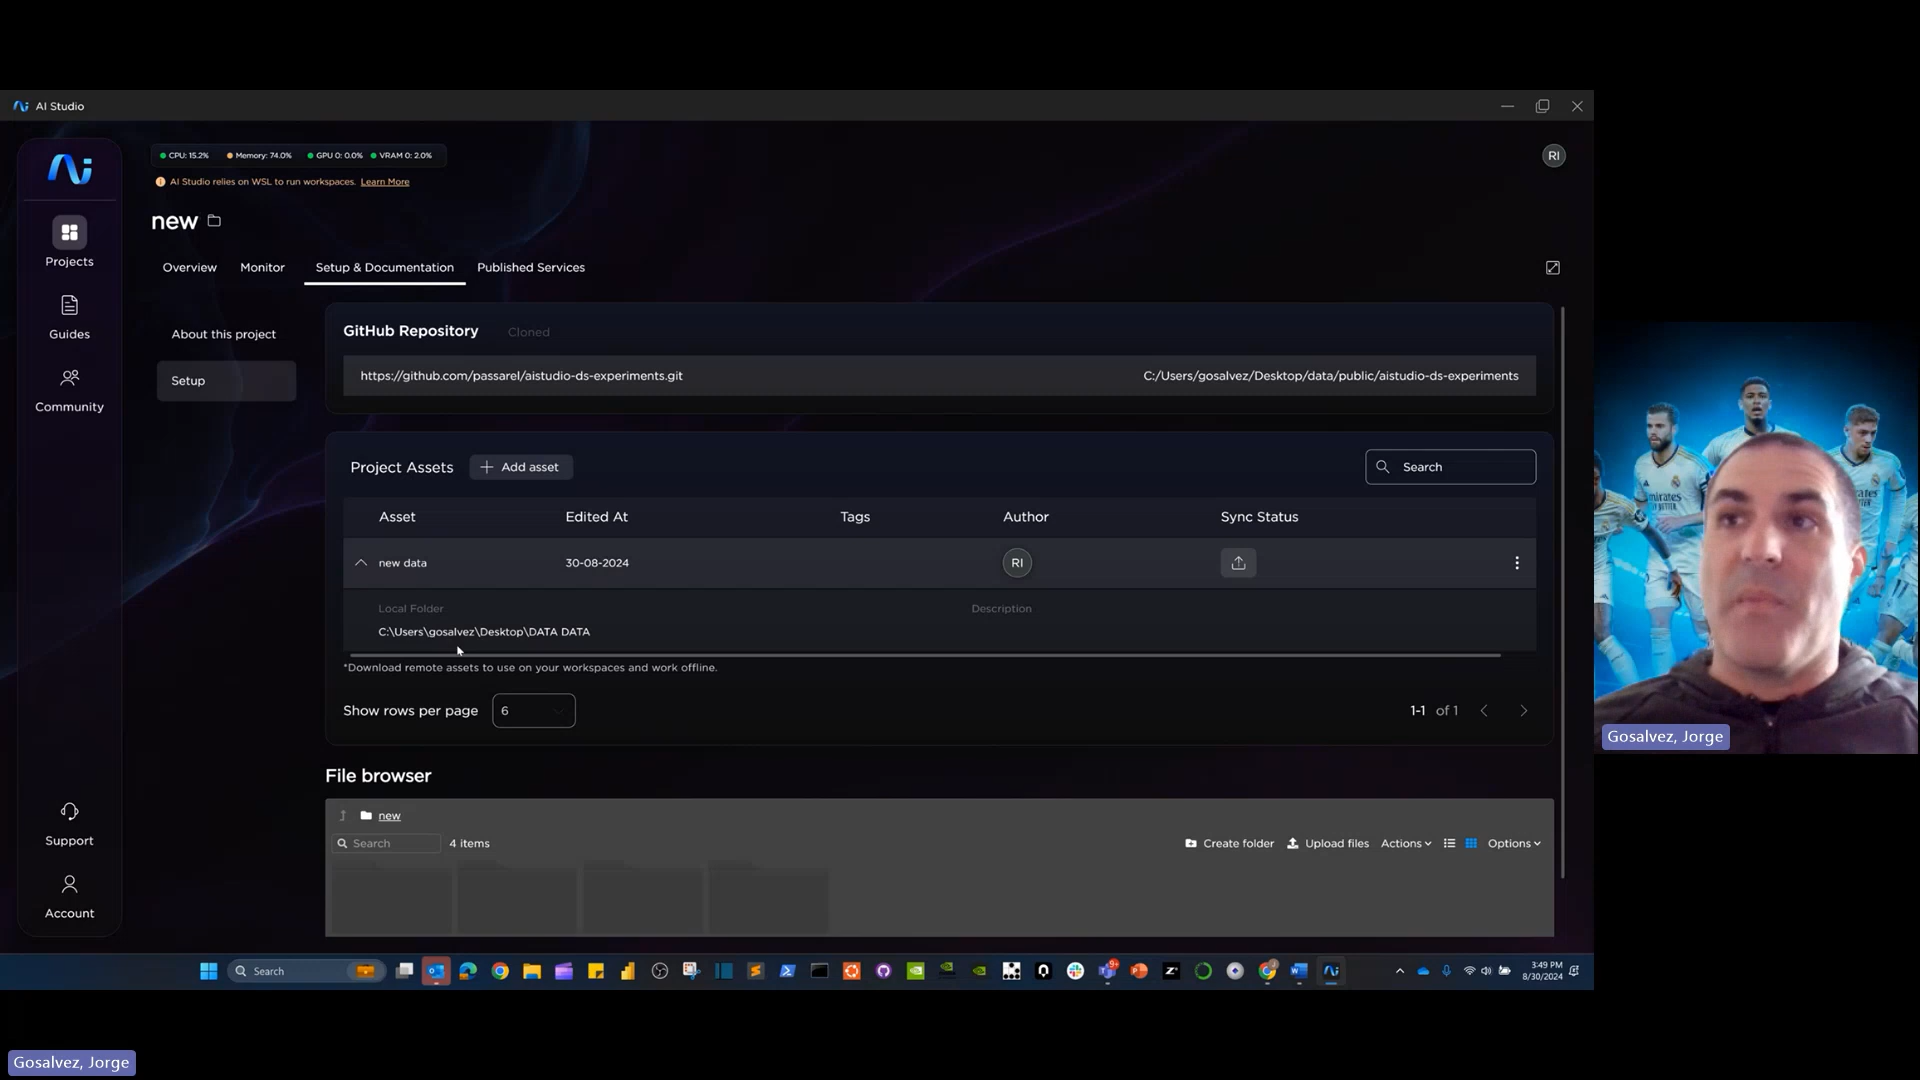 AI Studio
CPU: 15.2% Memory: 74.0% GPU 0: 0.0% VRAM 0: 2.0%
RI
AI Studio relies on WSL to run workspaces. Learn More
new
Projects
Overview Monitor Setup & Documentation Published Services
Guides
About this project
GitHub Repository Cloned
Setup
https://github.com/passarel/aistudio-ds-experiments.git C:/Users/gosalvez/Desktop/data/public/aistudio-ds-experiments
Community
Project Assets + Add asset Search
Asset Edited At Tags Author Sync Status
new data 30-08-2024 RI
Local Folder Description
C:\Users\gosalvez\Desktop\DATA DATA
*Download remote assets to use on your workspaces and work offline.
Show rows per page 6 1-1 of 1
Gosalvez, Jorge
File browser
new
Search 4 items Create folder Upload files Actions Options
Support
Account
Search
3:49 PM
8/30/2024
Gosalvez, Jorge